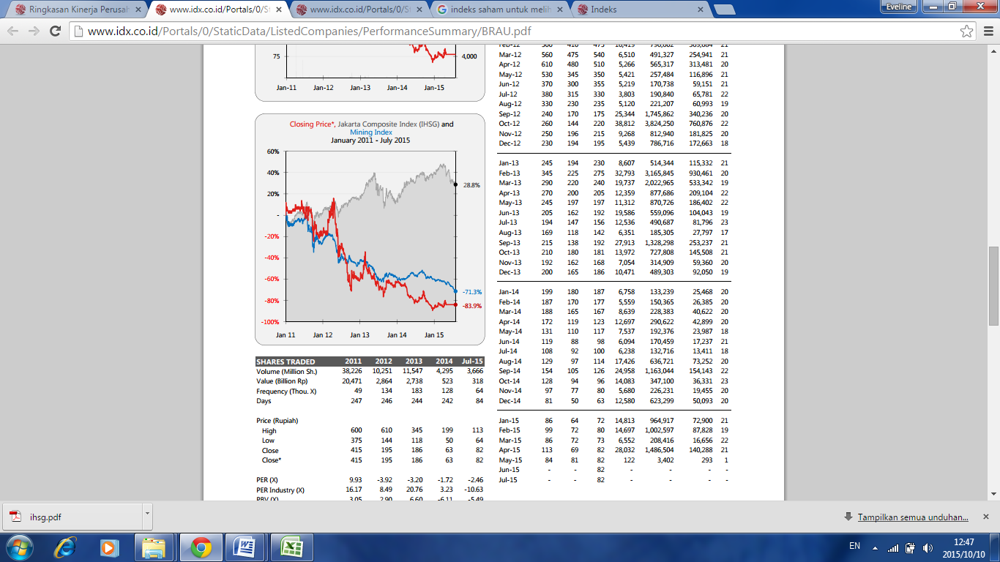 Ringkasan Kinerja Perusah
www.idx.co.id/Portals/0/St
www.idx.co.id/Portals/0/St
indeks saham untuk melih
Indeks
Eveline
www.idx.co.id/Portals/0/StaticData/ListedCompanies/PerformanceSummary/BRAU.pdf
75 4,000
Jan-11 Jan-12 Jan-13 Jan-14 Jan-15
Closing Price*, Jakarta Composite Index (IHSG) and
Mining Index
January 2011 - July 2015
60%
40%
28.8%
20%
-
-20%
-40%
-60%
-71.3%
-80%
-83.9%
-100%
Jan 11 Jan 12 Jan 13 Jan 14 Jan 15
SHARES TRADED 2011 2012 2013 2014 Jul-15
Volume (Million Sh.) 38,226 10,251 11,547 4,295 3,666
Value (Billion Rp) 20,471 2,864 2,738 523 318
Frequency (Thou. X) 49 134 183 128 64
Days 247 246 244 242 84
Price (Rupiah)
High 600 610 345 199 113
Low 375 144 118 50 64
Close 415 195 186 63 82
Close* 415 195 186 63 82
PER (X) 9.93 -3.92 -3.20 -1.72 -2.46
PER Industry (X) 16.17 8.49 20.76 3.23 -10.63
PBV (X) 3.05 2.90 6.60 -6.11 -5.49
Feb-12 410 475
Mar-12 560 475 540 6,510 491,327 254,941 21
Apr-12 610 480 510 5,266 565,317 313,481 20
May-12 530 345 350 5,421 257,484 116,896 21
Jun-12 370 300 355 5,219 170,738 59,151 21
Jul-12 380 315 330 3,803 190,840 65,781 22
Aug-12 330 230 235 5,120 221,207 60,993 19
Sep-12 240 170 175 25,344 1,745,862 340,236 20
Oct-12 260 144 220 38,812 3,824,250 760,876 22
Nov-12 250 196 215 9,268 812,940 181,825 20
Dec-12 230 194 195 5,439 786,716 172,663 18
Jan-13 245 194 230 8,607 514,344 115,332 21
Feb-13 345 225 275 32,793 3,165,845 930,461 20
Mar-13 290 220 240 19,737 2,022,965 533,342 19
Apr-13 270 200 205 12,359 877,686 209,104 22
May-13 245 197 197 11,312 870,726 186,402 22
Jun-13 205 162 192 19,586 559,096 104,043 19
Jul-13 194 147 156 12,536 490,687 81,796 23
Aug-13 169 118 142 6,351 185,305 27,797 17
Sep-13 215 138 192 27,913 1,328,298 253,237 21
Oct-13 210 180 181 13,972 727,808 145,508 21
Nov-13 192 162 168 7,054 314,909 59,360 20
Dec-13 200 165 186 10,471 489,303 92,050 19
Jan-14 199 180 187 6,758 133,239 25,468 20
Feb-14 187 170 177 5,559 150,365 26,385 20
Mar-14 188 165 167 8,639 228,383 40,622 20
Apr-14 172 119 123 12,697 290,622 42,899 20
May-14 131 110 117 7,537 192,376 23,987 18
Jun-14 119 88 98 6,094 170,459 17,237 21
Jul-14 108 92 100 6,238 132,716 13,411 18
Aug-14 129 97 114 17,426 636,721 73,252 20
Sep-14 154 105 126 24,958 1,163,044 154,143 22
Oct-14 128 94 96 14,083 347,100 36,331 23
Nov-14 97 77 80 5,680 226,231 19,455 20
Dec-14 81 50 63 12,580 623,299 50,093 20
Jan-15 86 64 72 14,813 964,917 72,900 21
Feb-15 99 72 80 14,697 1,002,597 87,828 19
Mar-15 86 72 73 6,552 208,416 16,656 22
Apr-15 113 69 82 28,032 1,486,504 140,288 21
May-15 84 81 82 122 3,402 293 1
Jun-15 - - 82 - - - -
Jul-15 - - 82 - - - -
ihsg.pdf
Tampilkan semua unduhan...
EN
12:47
2015/10/10